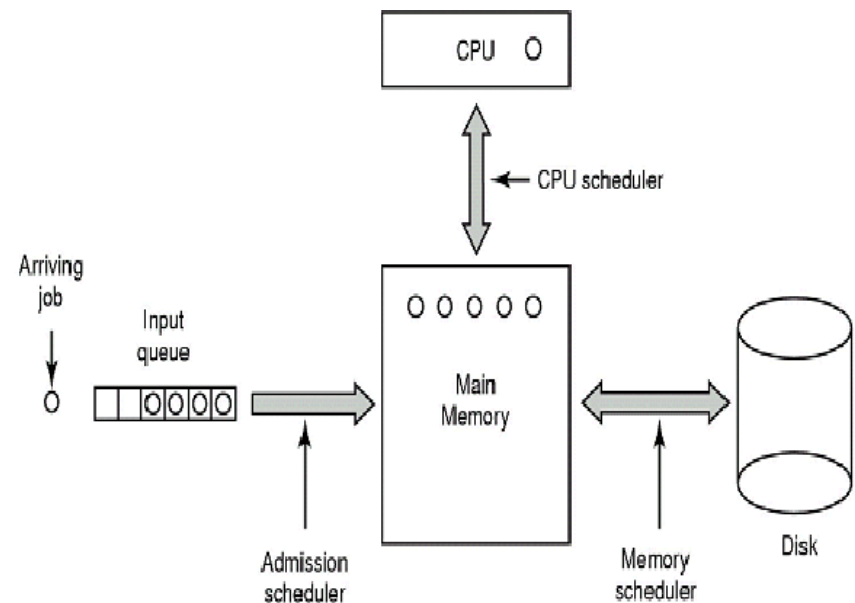 CPU
CPU scheduler
Arriving
job
Input
queue
Main
Memory
Admission
scheduler
Memory
scheduler
Disk